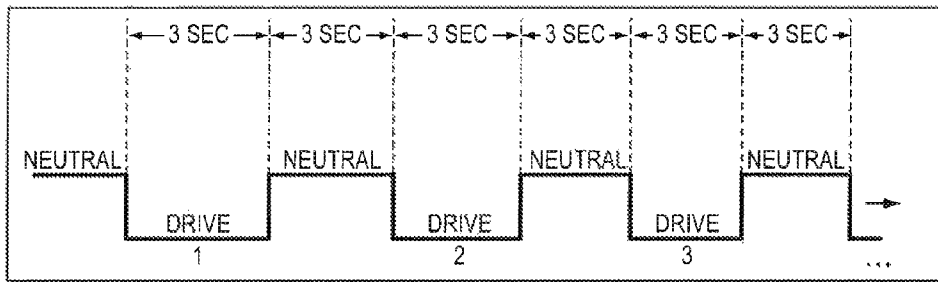 3 SEC 3 SEC 3 SEC 3 SEC 3 SEC 3 SEC
NEUTRAL NEUTRAL NEUTRAL NEUTRAL
DRIVE DRIVE DRIVE
1 2 3 ...